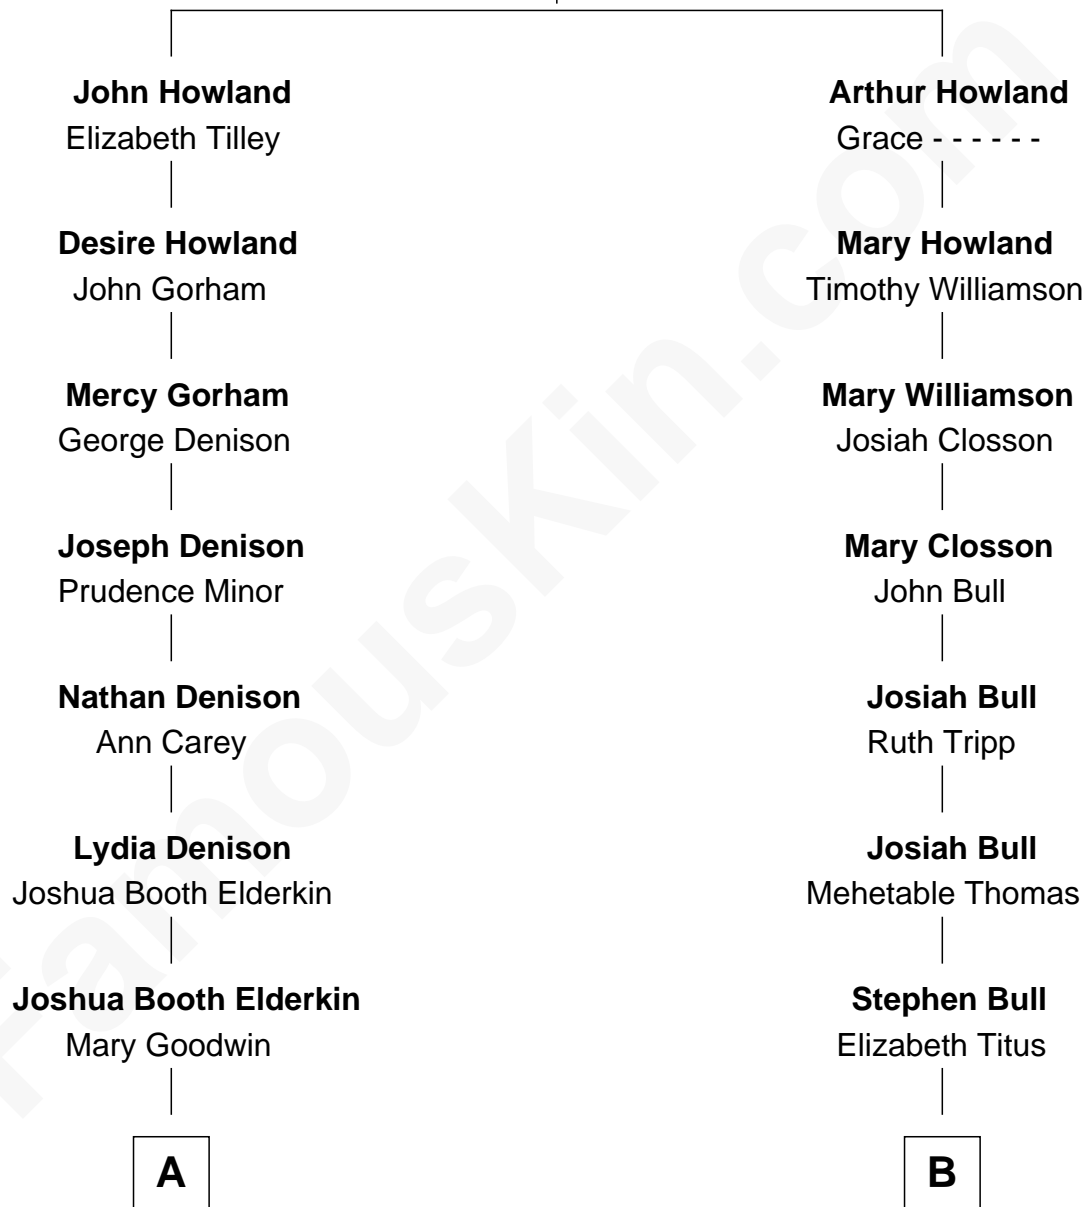 John Howland
Elizabeth Tilley
Desire Howland
John Gorham
Mercy Gorham
George Denison
Joseph Denison
Prudence Minor
Nathan Denison
Ann Carey
Lydia Denison
Joshua Booth Elderkin
Joshua Booth Elderkin
Mary Goodwin
A
Arthur Howland
Grace - - - - - -
Mary Howland
Timothy Williamson
Mary Williamson
Josiah Closson
Mary Closson
John Bull
Josiah Bull
Ruth Tripp
Josiah Bull
Mehetable Thomas
Stephen Bull
Elizabeth Titus
B
FamousKin.com